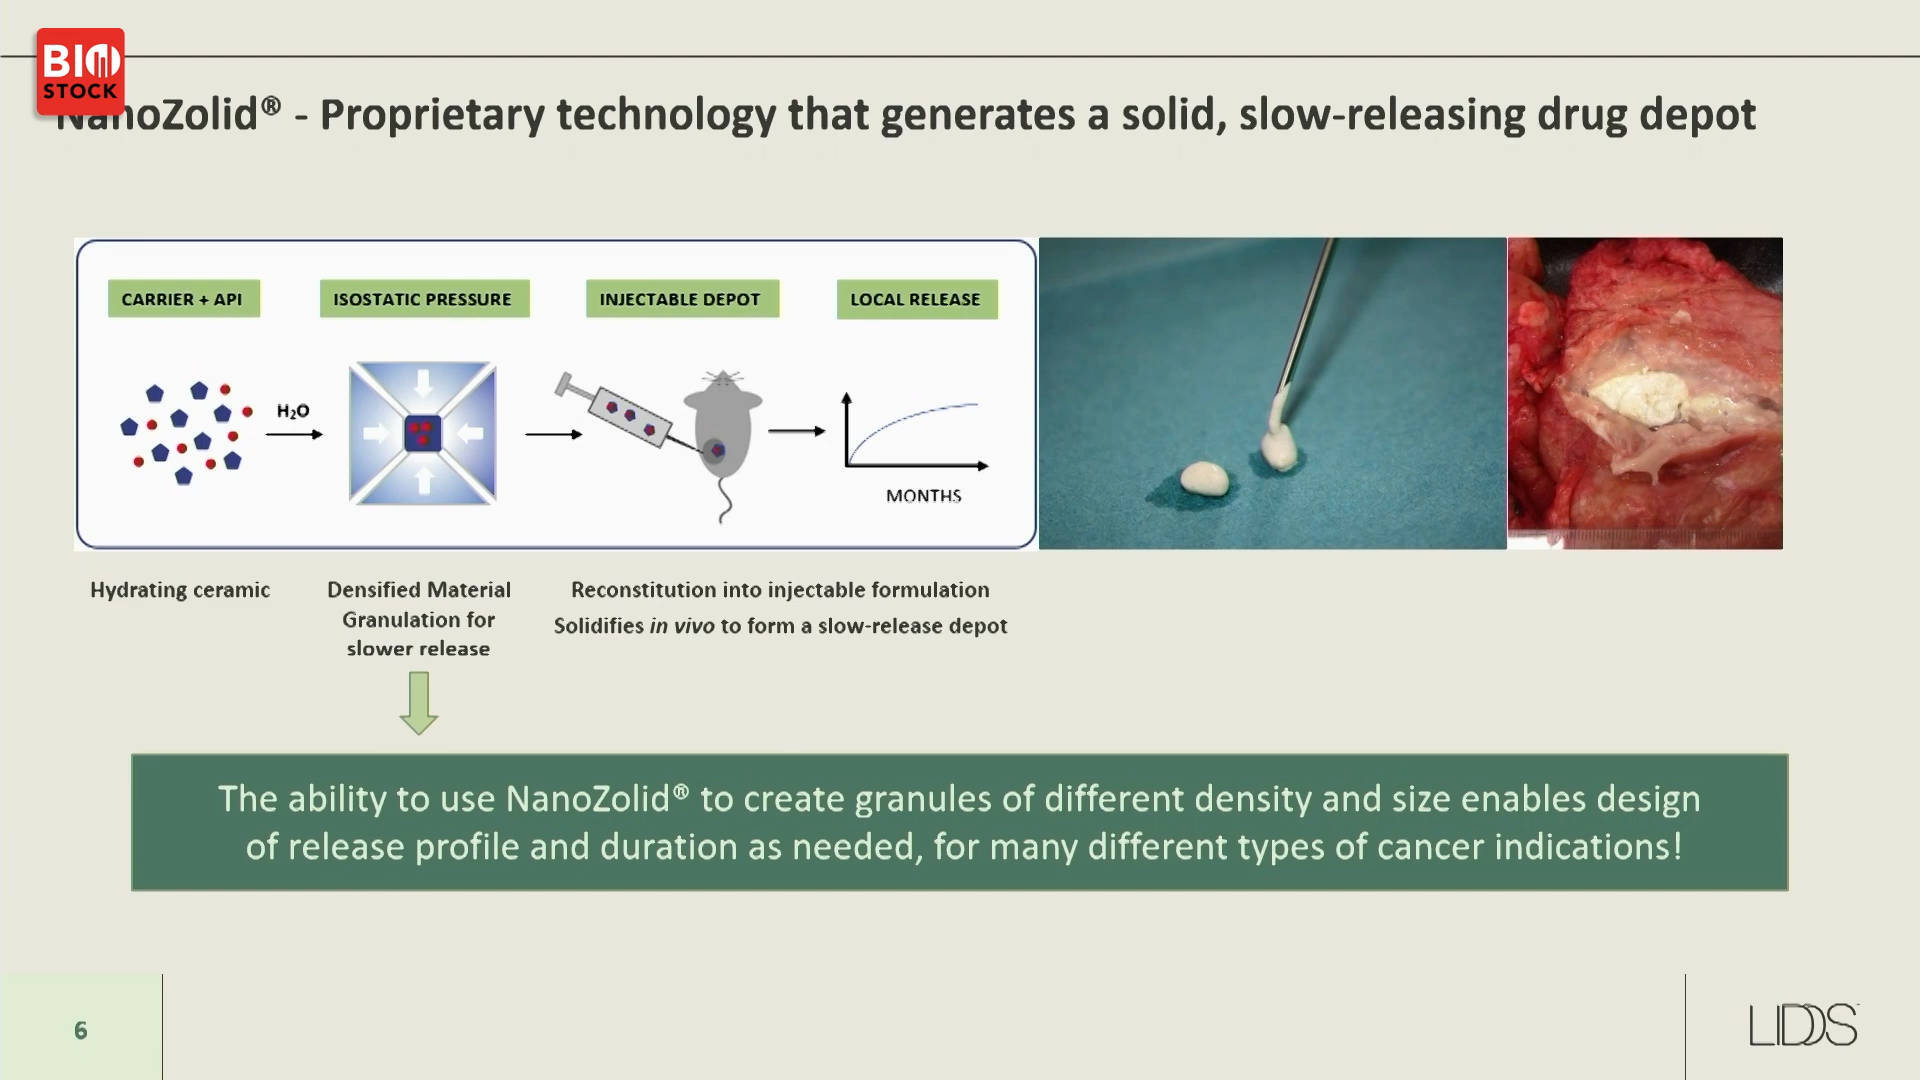 BIO
STOCK
NanoZolid® - Proprietary technology that generates a solid, slow-releasing drug depot
CARRIER + API
ISOSTATIC PRESSURE
INJECTABLE DEPOT
LOCAL RELEASE
H₂O
MONTHS
Hydrating ceramic
Densified Material
Granulation for
slower release
Reconstitution into injectable formulation
Solidifies in vivo to form a slow-release depot
The ability to use NanoZolid® to create granules of different density and size enables design
of release profile and duration as needed, for many different types of cancer indications!
6
LIDDS